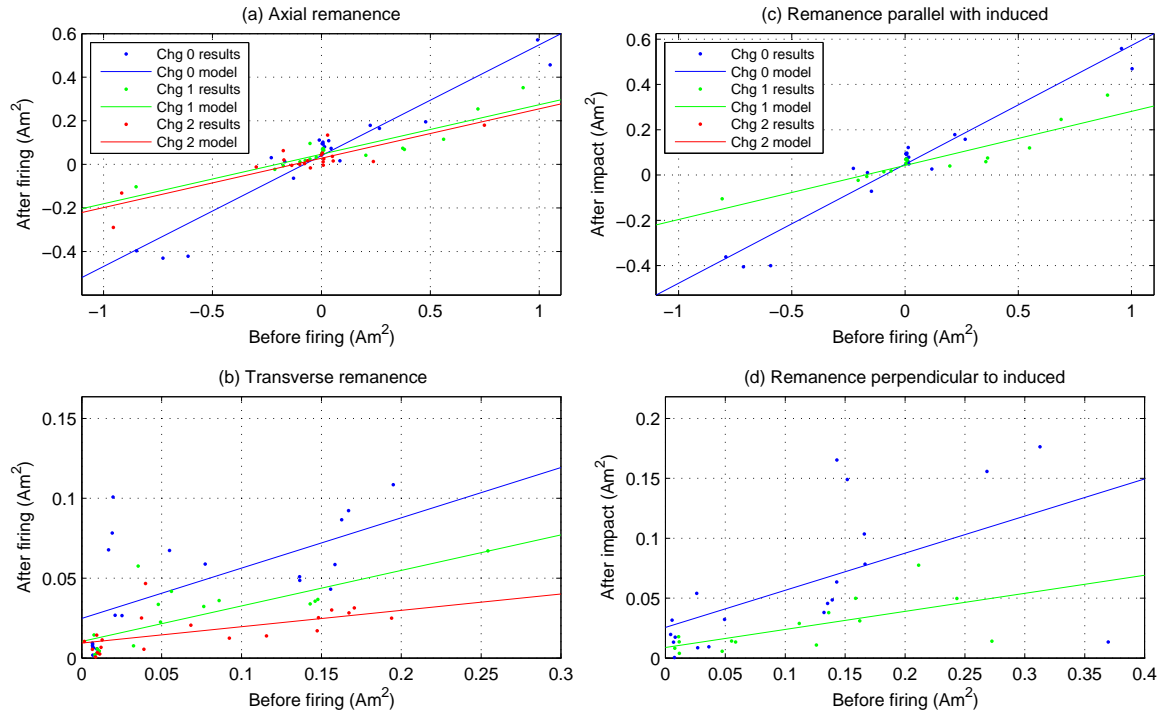 (a) Axial remanence
0.6
0.4
0.2
0
−0.2
−0.4
After firing (Am²)
Chg 0 results
Chg 0 model
Chg 1 results
Chg 1 model
Chg 2 results
Chg 2 model
−1
−0.5
0
0.5
1
Before firing (Am²)
(c) Remanence parallel with induced
0.6
0.4
0.2
0
−0.2
−0.4
After impact (Am²)
Chg 0 results
Chg 0 model
Chg 1 results
Chg 1 model
−1
−0.5
0
0.5
1
Before firing (Am²)
(b) Transverse remanence
0.15
0.1
0.05
0
After firing (Am²)
0
0.05
0.1
0.15
0.2
0.25
0.3
Before firing (Am²)
(d) Remanence perpendicular to induced
0.2
0.15
0.1
0.05
0
After impact (Am²)
0
0.05
0.1
0.15
0.2
0.25
0.3
0.35
0.4
Before firing (Am²)